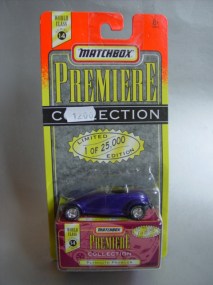 WORLD
CLASS
14
MATCHBOX
PREMIERE
COLLECTION
LIMITED
1 OF 25,000
EDITION
MATCHBOX
14
PREMIERE
COLLECTION